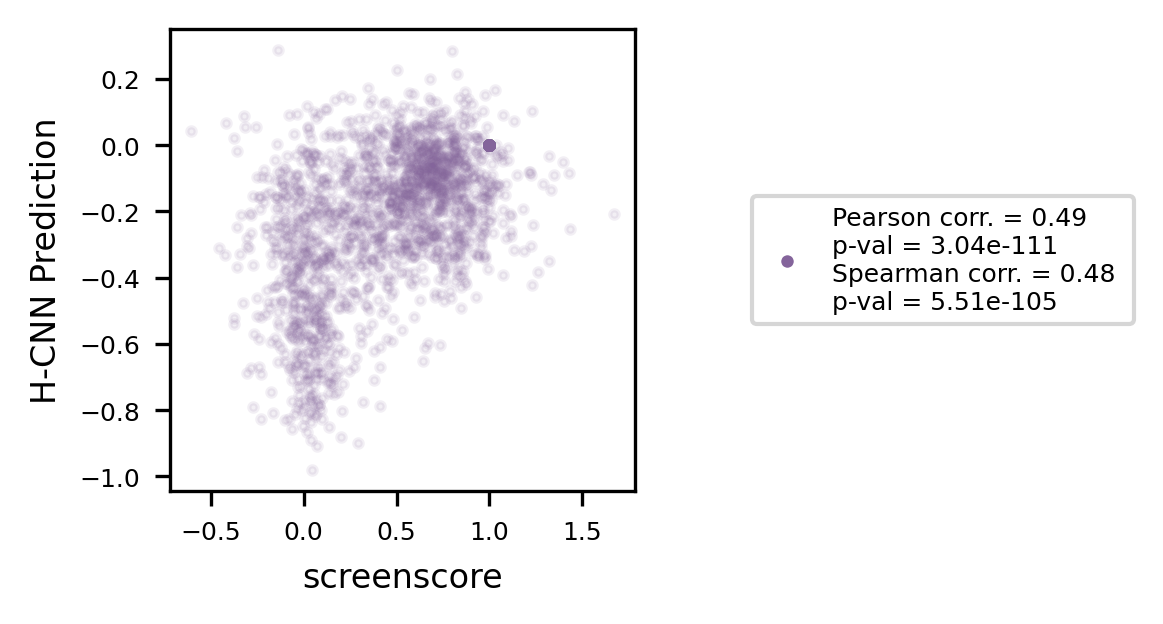 0.2
0.0
−0.2
−0.4
−0.6
−0.8
−1.0
H-CNN Prediction
−0.5
0.0
0.5
1.0
1.5
screenscore
Pearson corr. = 0.49
p-val = 3.04e-111
Spearman corr. = 0.48
p-val = 5.51e-105